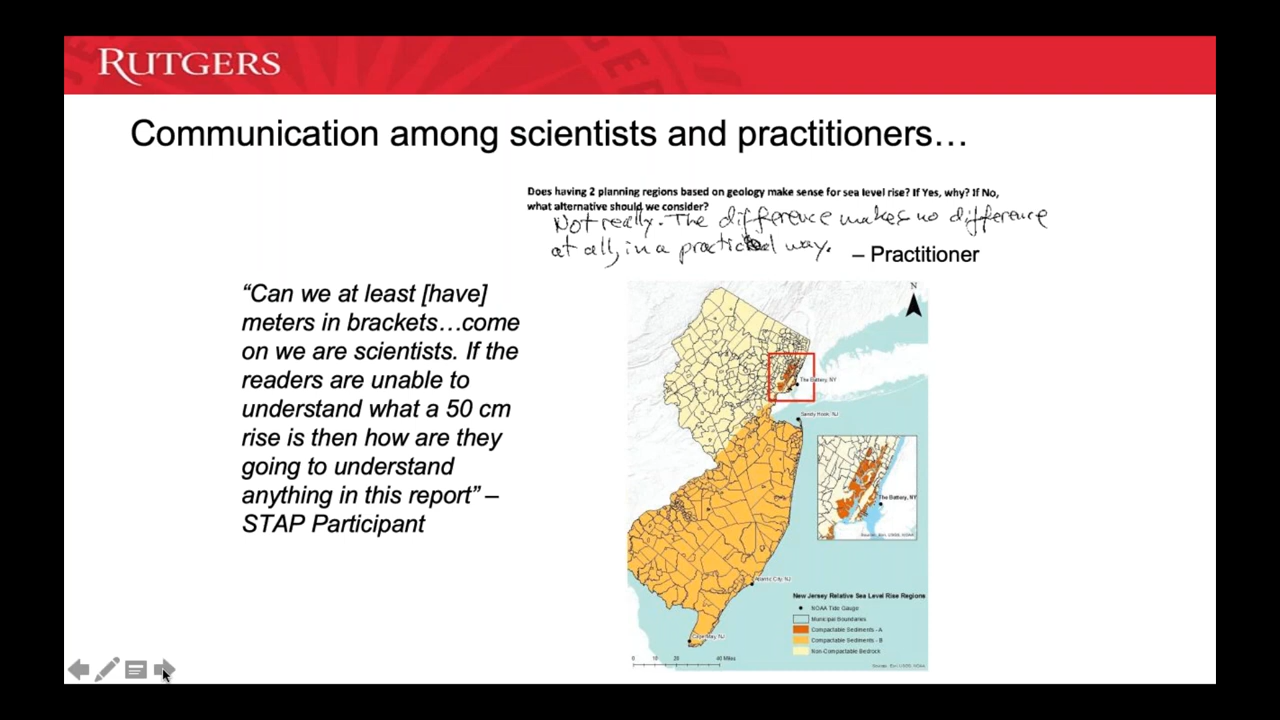 RUTGERS
Communication among scientists and practitioners…
Does having 2 planning regions based on geology make sense for sea level rise? If Yes, why? If No,
what alternative should we consider?
Not really. The difference makes no difference
at all, in a practical way.
– Practitioner
“Can we at least [have]
meters in brackets…come
on we are scientists. If the
readers are unable to
understand what a 50 cm
rise is then how are they
going to understand
anything in this report” –
STAP Participant
N
The Battery, NY
Sandy Hook, NJ
The Battery, NY
Atlantic City, NJ
Cape May, NJ
New Jersey Relative Sea Level Rise Regions
NOAA Tide Gauge
Municipal Boundaries
Compactable Sediments - A
Compactable Sediments - B
Non-Compactable Bedrock
0 10 20 40 Miles